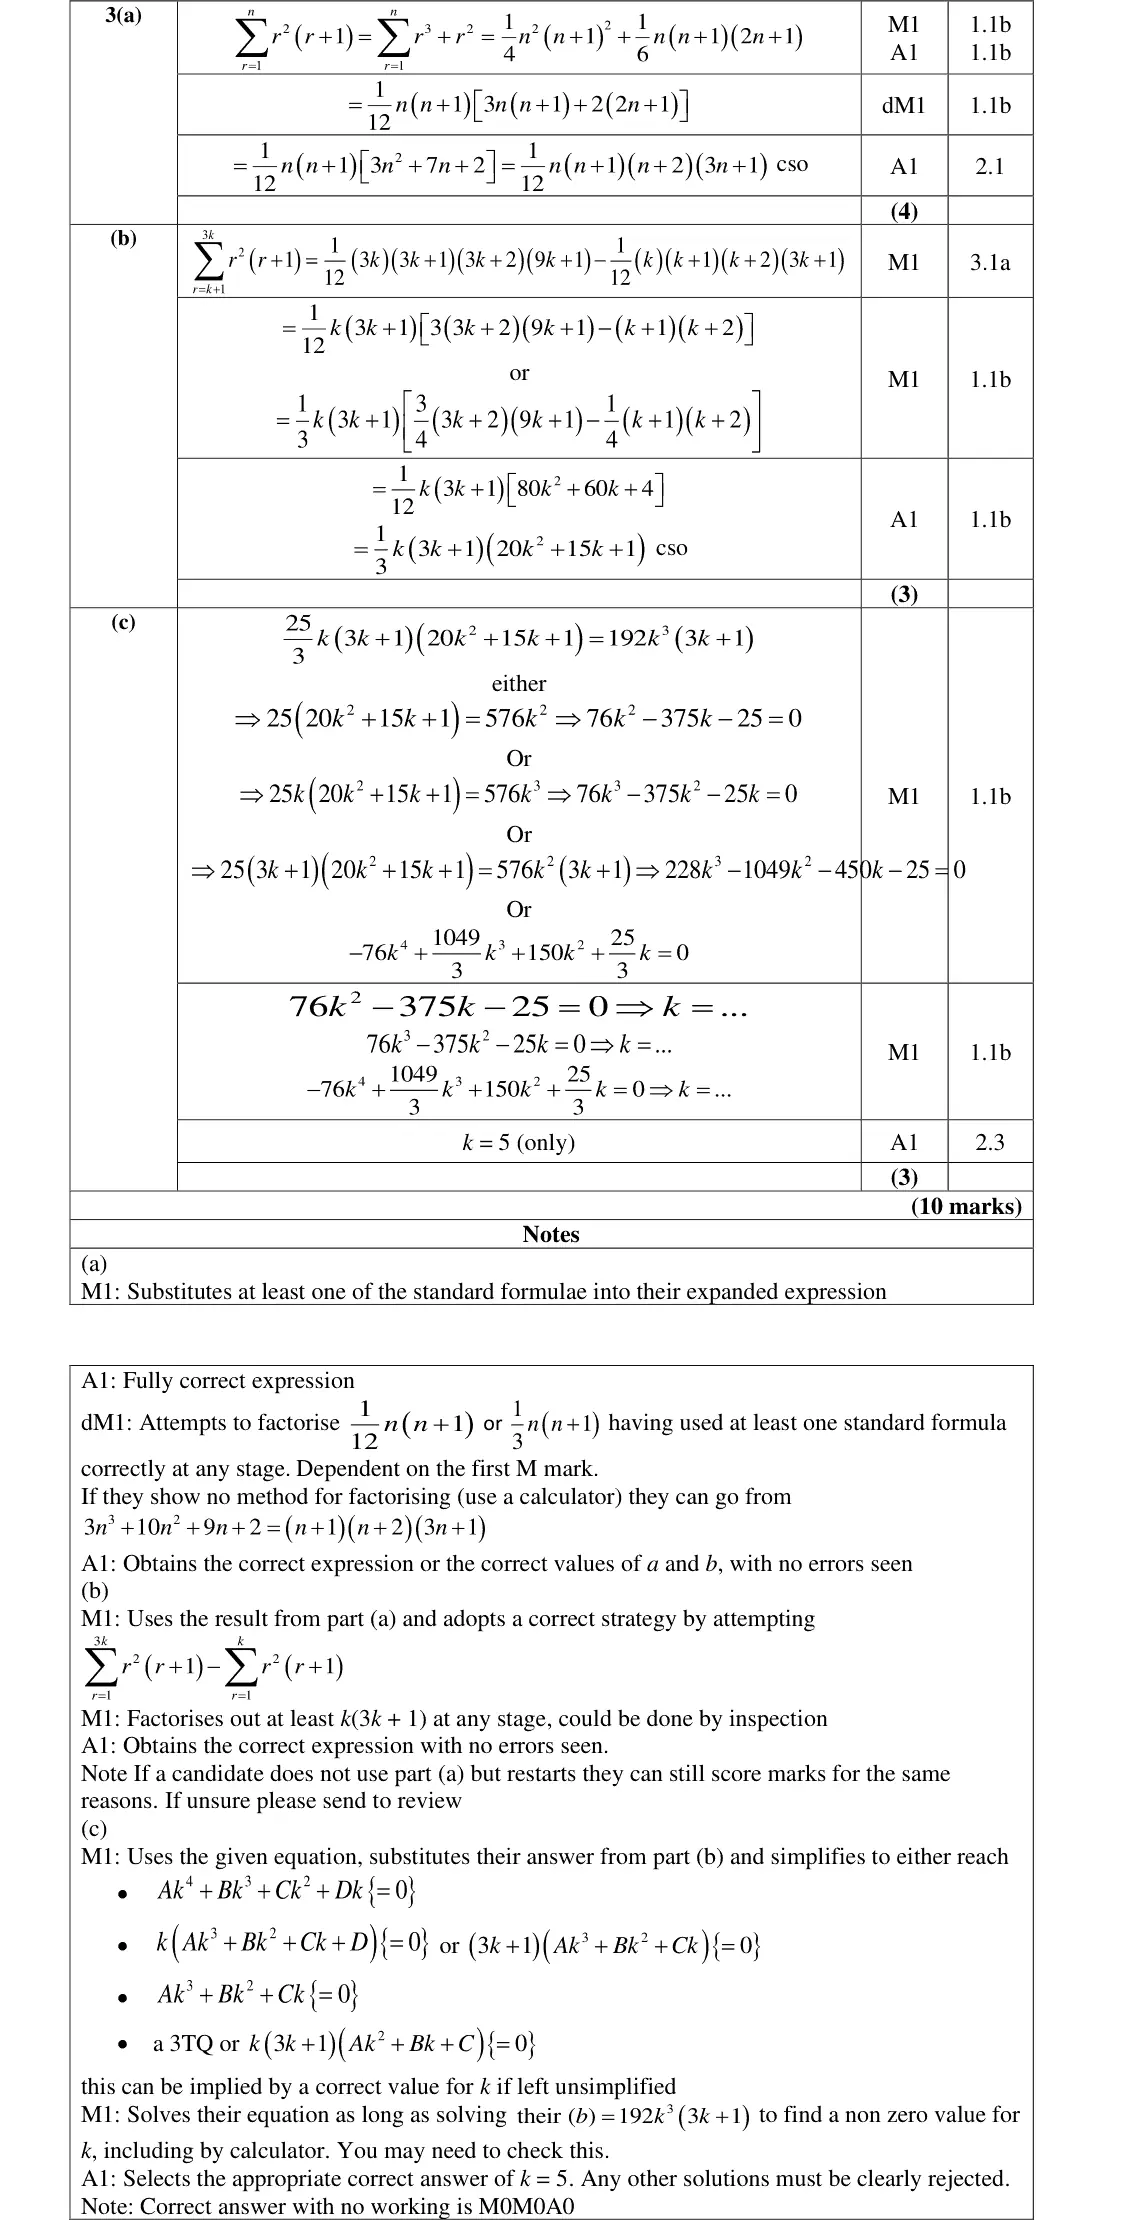 3(a)
\sum_{r=1}^{n} r^2(r+1) = \sum_{r=1}^{n} r^3 + r^2 = \frac{1}{4}n^2(n+1)^2 + \frac{1}{6}n(n+1)(2n+1) M1 A1 1.1b 1.1b
= \frac{1}{12}n(n+1)[3n(n+1)+2(2n+1)] dM1 1.1b
= \frac{1}{12}n(n+1)[3n^2+7n+2] = \frac{1}{12}n(n+1)(n+2)(3n+1) cso A1 2.1
(4)
(b)
\sum_{r=k+1}^{3k} r^2(r+1) = \frac{1}{12}(3k)(3k+1)(3k+2)(9k+1) - \frac{1}{12}(k)(k+1)(k+2)(3k+1) M1 3.1a
= \frac{1}{12}k(3k+1)[3(3k+2)(9k+1)-(k+1)(k+2)]
or
= \frac{1}{3}k(3k+1)[\frac{3}{4}(3k+2)(9k+1)-\frac{1}{4}(k+1)(k+2)] M1 1.1b
= \frac{1}{12}k(3k+1)[80k^2+60k+4]
= \frac{1}{3}k(3k+1)(20k^2+15k+1) cso A1 1.1b
(3)
(c)
\frac{25}{3}k(3k+1)(20k^2+15k+1) = 192k^3(3k+1)
either
⇒ 25(20k^2+15k+1) = 576k^2 ⇒ 76k^2-375k-25 = 0
Or
⇒ 25k(20k^2+15k+1) = 576k^3 ⇒ 76k^3-375k^2-25k = 0 M1 1.1b
Or
⇒ 25(3k+1)(20k^2+15k+1) = 576k^2(3k+1) ⇒ 228k^3-1049k^2-450k-25 = 0
Or
-76k^4+\frac{1049}{3}k^3+150k^2+\frac{25}{3}k = 0
76k^2-375k-25 = 0 ⇒ k = ...
76k^3-375k^2-25k = 0 ⇒ k = ... M1 1.1b
-76k^4+\frac{1049}{3}k^3+150k^2+\frac{25}{3}k = 0 ⇒ k = ...
k = 5 (only) A1 2.3
(3)
(10 marks)
Notes
(a)
M1: Substitutes at least one of the standard formulae into their expanded expression
A1: Fully correct expression
dM1: Attempts to factorise \frac{1}{12}n(n+1) or \frac{1}{3}n(n+1) having used at least one standard formula
correctly at any stage. Dependent on the first M mark.
If they show no method for factorising (use a calculator) they can go from
3n^3+10n^2+9n+2 = (n+1)(n+2)(3n+1)
A1: Obtains the correct expression or the correct values of a and b, with no errors seen
(b)
M1: Uses the result from part (a) and adopts a correct strategy by attempting
\sum_{r=1}^{3k} r^2(r+1) - \sum_{r=1}^{k} r^2(r+1)
M1: Factorises out at least k(3k + 1) at any stage, could be done by inspection
A1: Obtains the correct expression with no errors seen.
Note If a candidate does not use part (a) but restarts they can still score marks for the same
reasons. If unsure please send to review
(c)
M1: Uses the given equation, substitutes their answer from part (b) and simplifies to either reach
• Ak^4+Bk^3+Ck^2+Dk{=0}
• k(Ak^3+Bk^2+Ck+D){=0} or (3k+1)(Ak^3+Bk^2+Ck){=0}
• Ak^3+Bk^2+Ck{=0}
• a 3TQ or k(3k+1)(Ak^2+Bk+C){=0}
this can be implied by a correct value for k if left unsimplified
M1: Solves their equation as long as solving their (b) = 192k^3(3k+1) to find a non zero value for
k, including by calculator. You may need to check this.
A1: Selects the appropriate correct answer of k = 5. Any other solutions must be clearly rejected.
Note: Correct answer with no working is M0M0A0